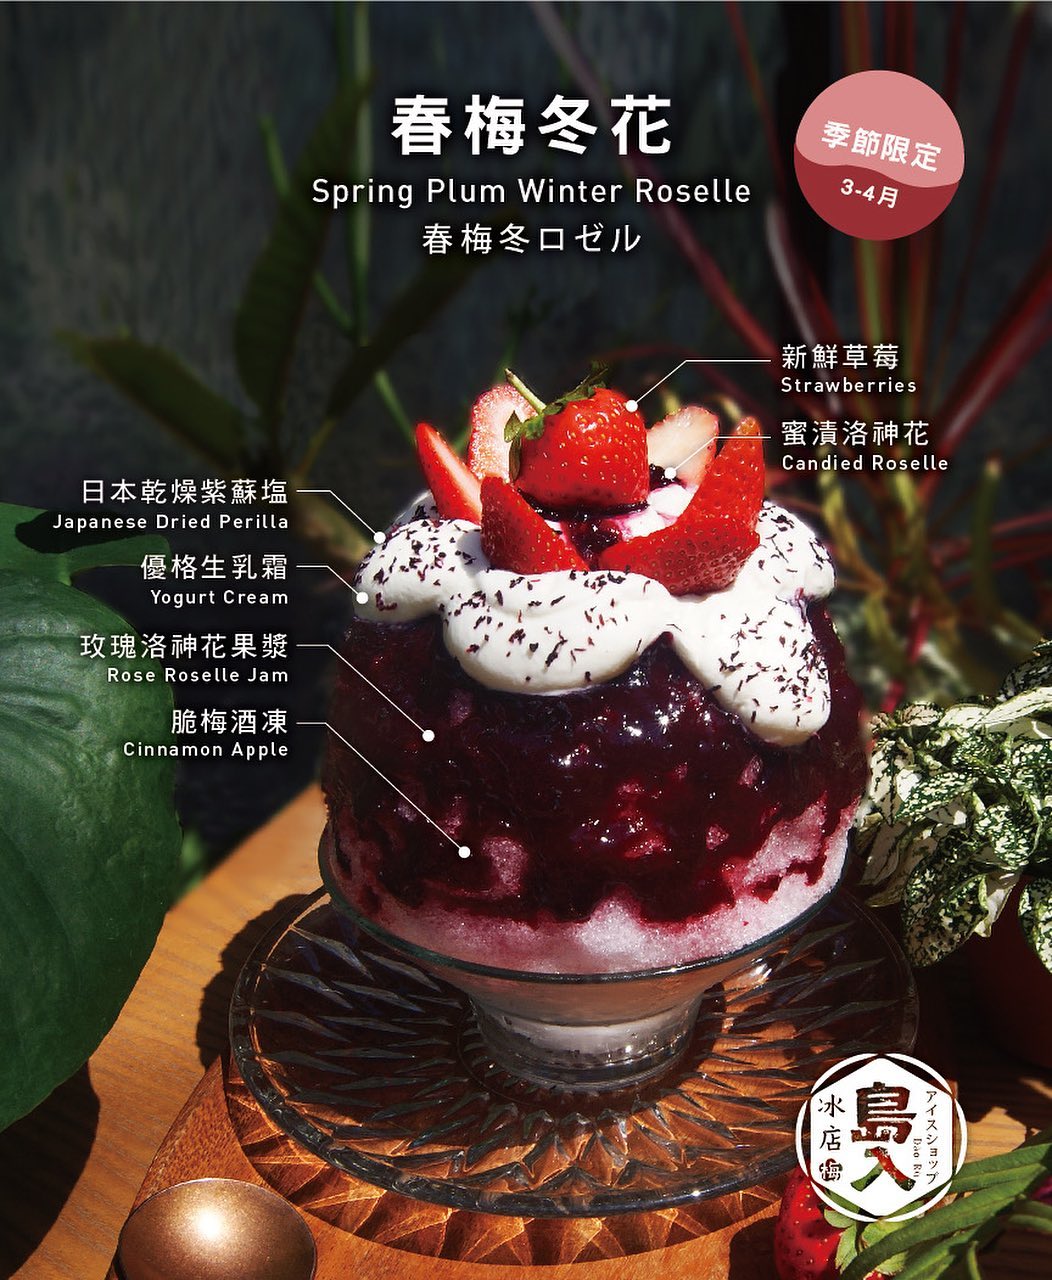 春梅冬花
Spring Plum Winter Roselle
春梅冬ロゼル
季節限定
3-4月
新鮮草莓
Strawberries
蜜漬洛神花
Candied Roselle
日本乾燥紫蘇塩
Japanese Dried Perilla
優格生乳霜
Yogurt Cream
玫瑰洛神花果漿
Rose Roselle Jam
脆梅酒凍
Cinnamon Apple
島入
冰店
梅
アイスショップ
Dao Ru